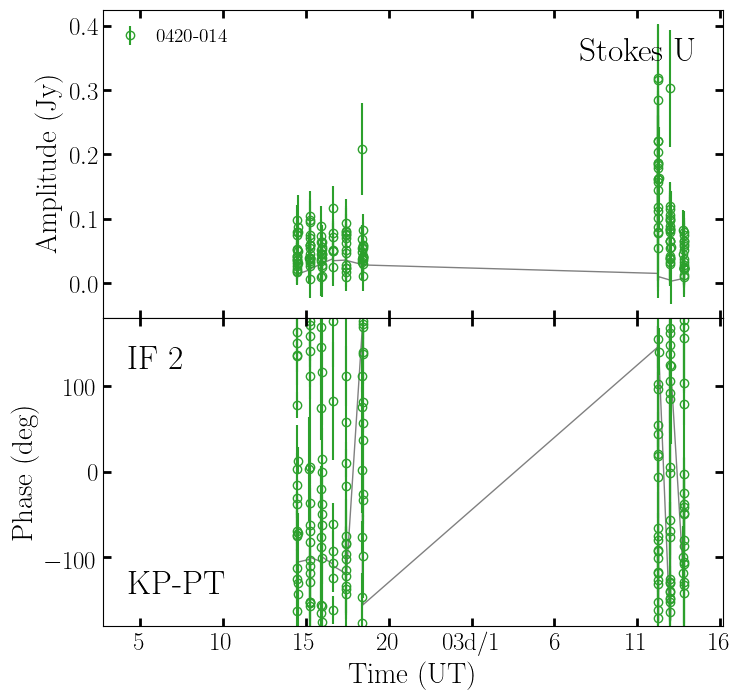 0420-014
Stokes U
Amplitude (Jy)
0.4
0.3
0.2
0.1
0.0
IF 2
KP-PT
Phase (deg)
100
0
−100
5 10 15 20 03d/1 6 11 16
Time (UT)